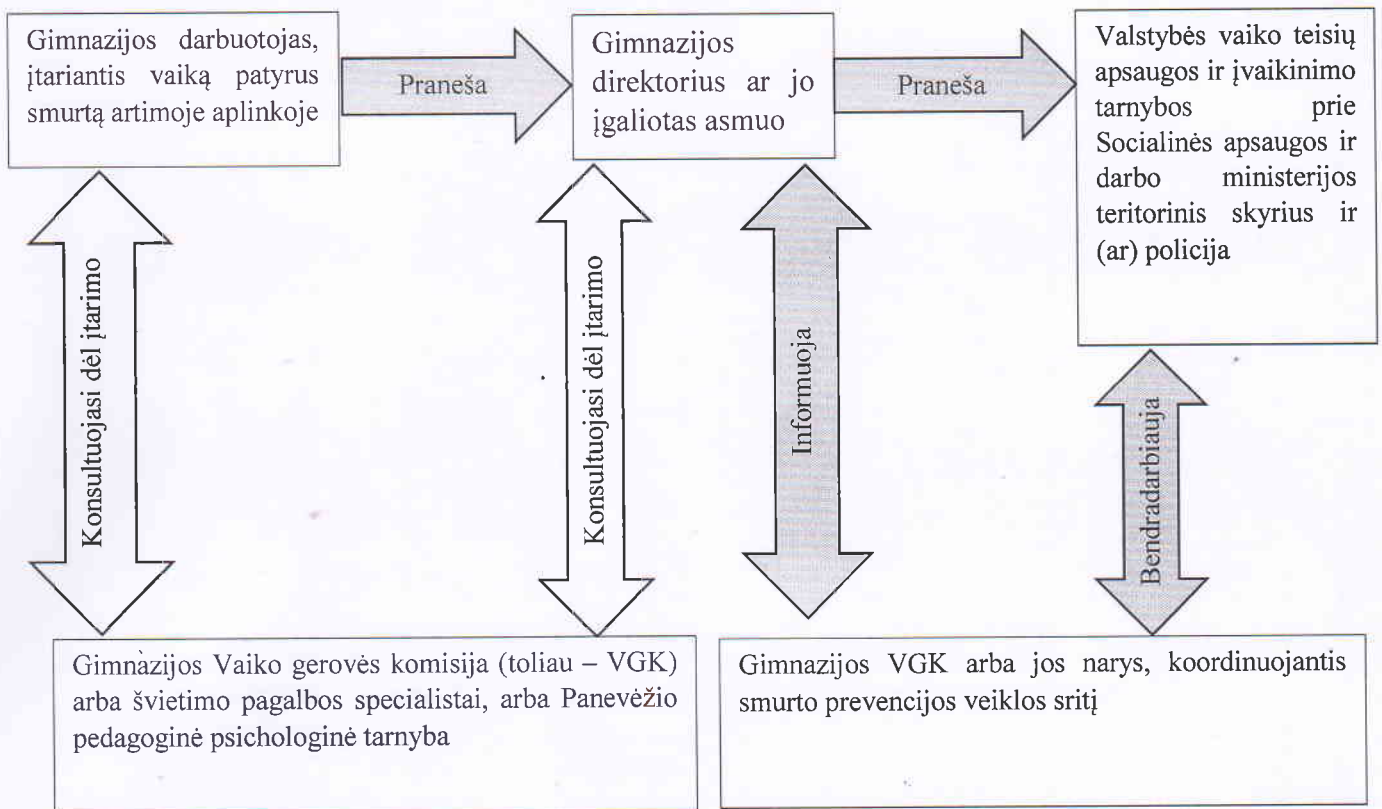 Gimnazijos darbuotojas,
įtariantis vaiką patyrus
smurtą artimoje aplinkoje
Praneša
Gimnazijos
direktorius ar jo
įgaliotas asmuo
Praneša
Valstybės vaiko teisių
apsaugos ir įvaikinimo
tarnybos prie
Socialinės apsaugos ir
darbo ministerijos
teritorinis skyrius ir
(ar) policija
Konsultuojasi dėl įtarimo
Konsultuojasi dėl įtarimo
Informuoja
Bendradarbiauja
Gimnazijos Vaiko gerovės komisija (toliau – VGK)
arba švietimo pagalbos specialistai, arba Panevėžio
pedagoginė psichologinė tarnyba
Gimnazijos VGK arba jos narys, koordinuojantis
smurto prevencijos veiklos sritį